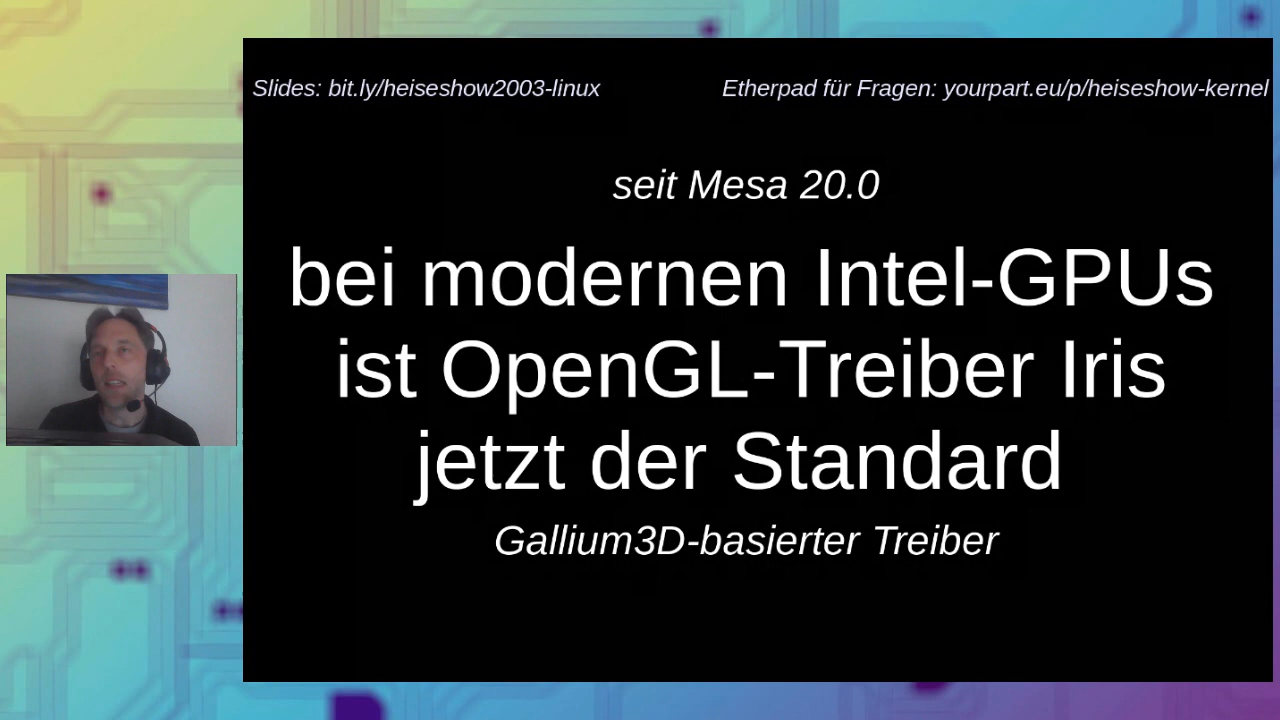 Slides: bit.ly/heiseshow2003-linux
Etherpad für Fragen: yourpart.eu/p/heiseshow-kernel
seit Mesa 20.0
bei modernen Intel-GPUs
ist OpenGL-Treiber Iris
jetzt der Standard
Gallium3D-basierter Treiber